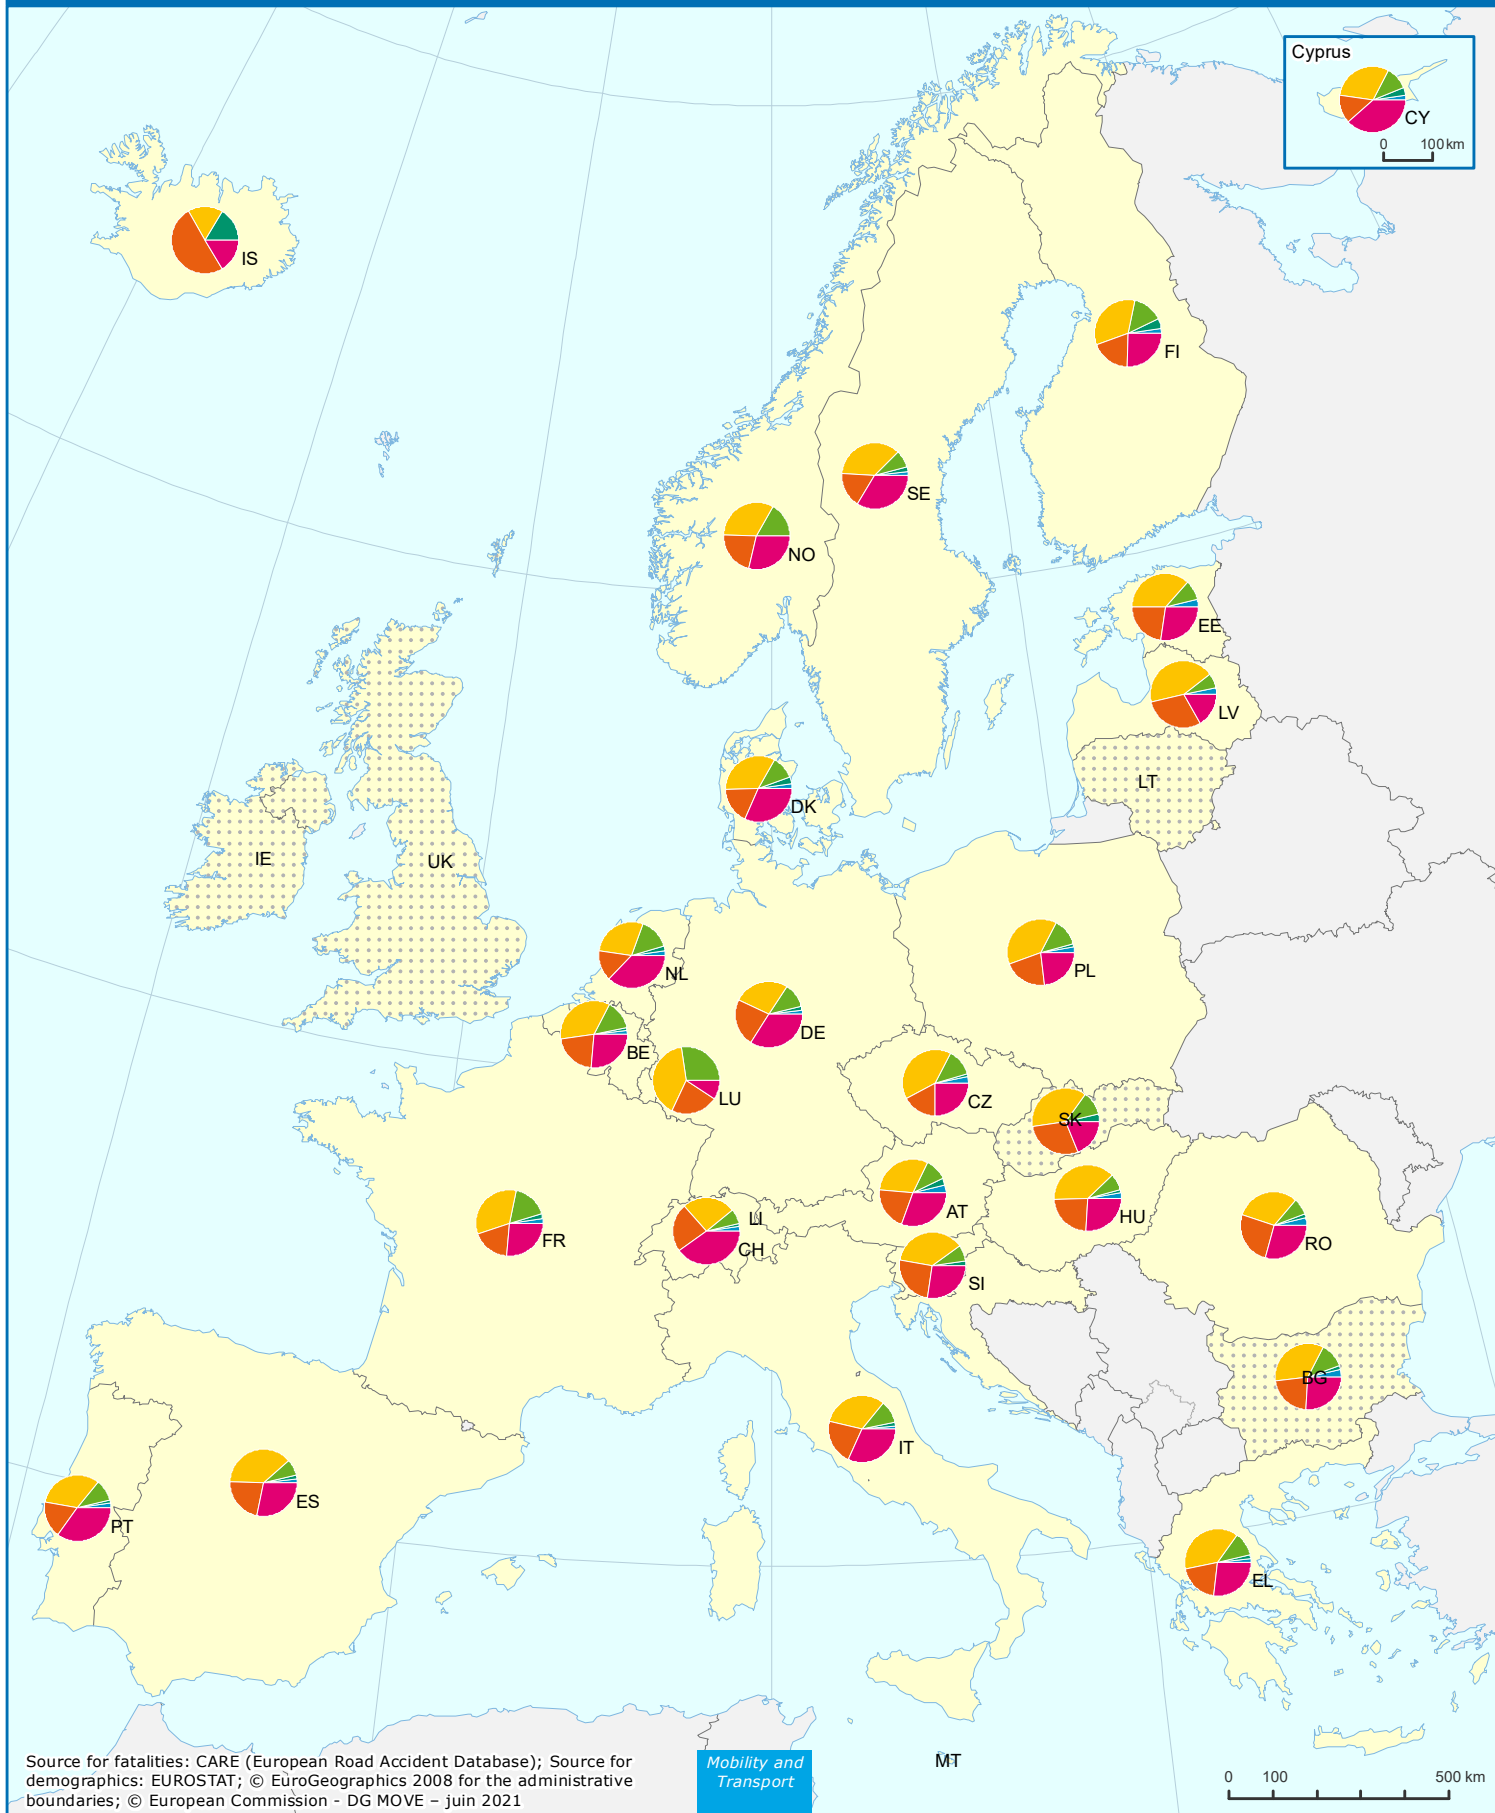 Cyprus
CY
0 100 km
IS
FI
SE
NO
EE
LV
LT
DK
IE
UK
NL
PL
DE
BE
LU
CZ
SK
AT
HU
LI
CH
FR
RO
SI
BG
IT
ES
PT
EL
MT
Source for fatalities: CARE (European Road Accident Database); Source for
demographics: EUROSTAT; © EuroGeographics 2008 for the administrative
boundaries; © European Commission - DG MOVE – juin 2021
Mobility and
Transport
0 100 500 km